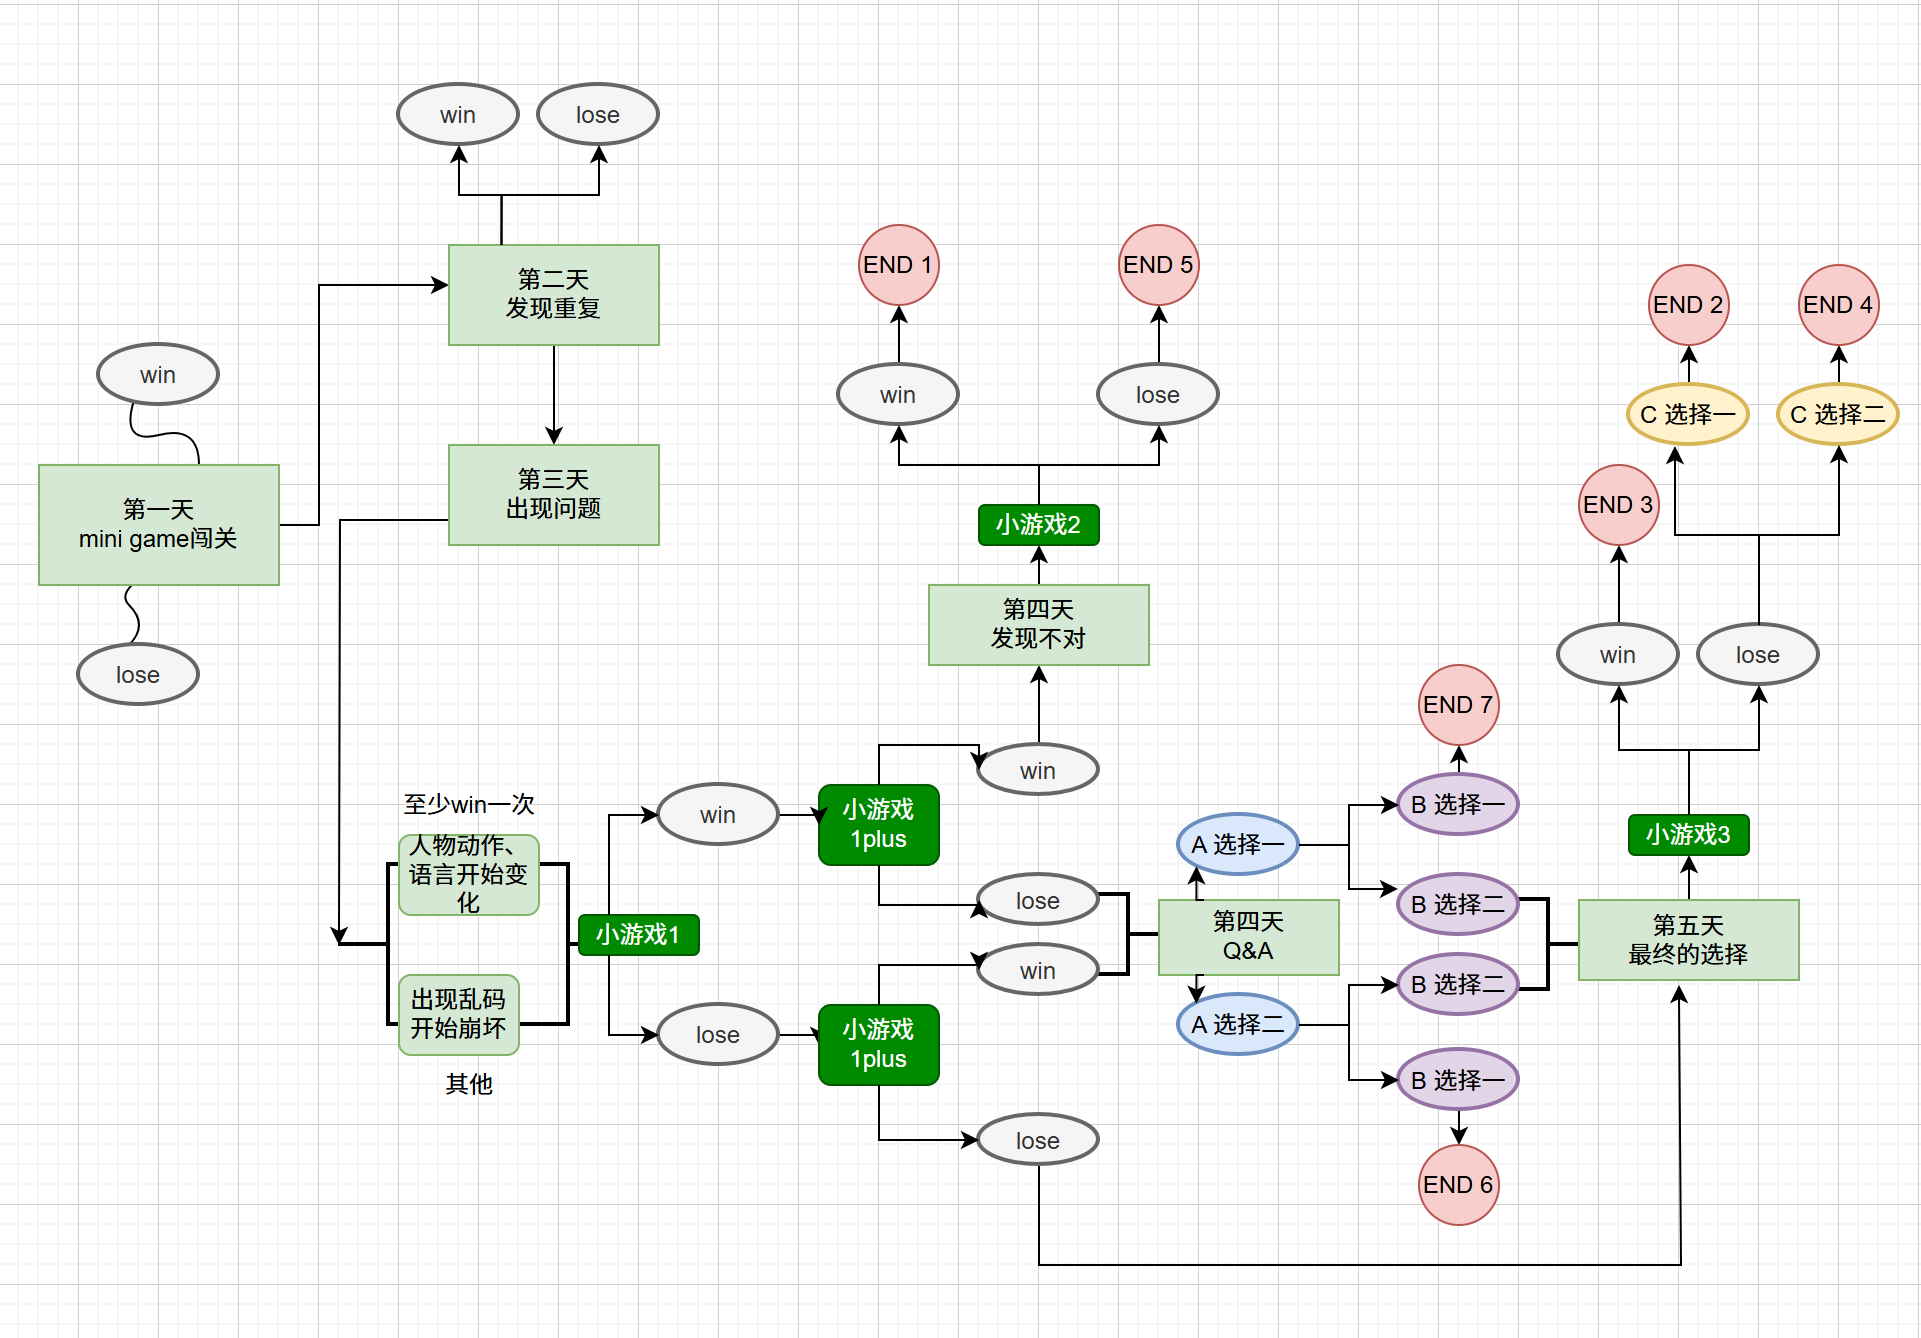 win
lose
第二天
发现重复
END 1
END 5
END 2
END 4
win
win
lose
C 选择一
C 选择二
第三天
出现问题
END 3
第一天
mini game闯关
小游戏2
第四天
发现不对
win
lose
lose
END 7
win
至少win一次
人物动作、
语言开始变
化
win
小游戏
1plus
B 选择一
小游戏3
A 选择一
lose
B 选择二
小游戏1
第四天
Q&A
第五天
最终的选择
win
B 选择二
出现乱码
开始崩坏
lose
小游戏
1plus
A 选择二
其他
B 选择一
lose
END 6